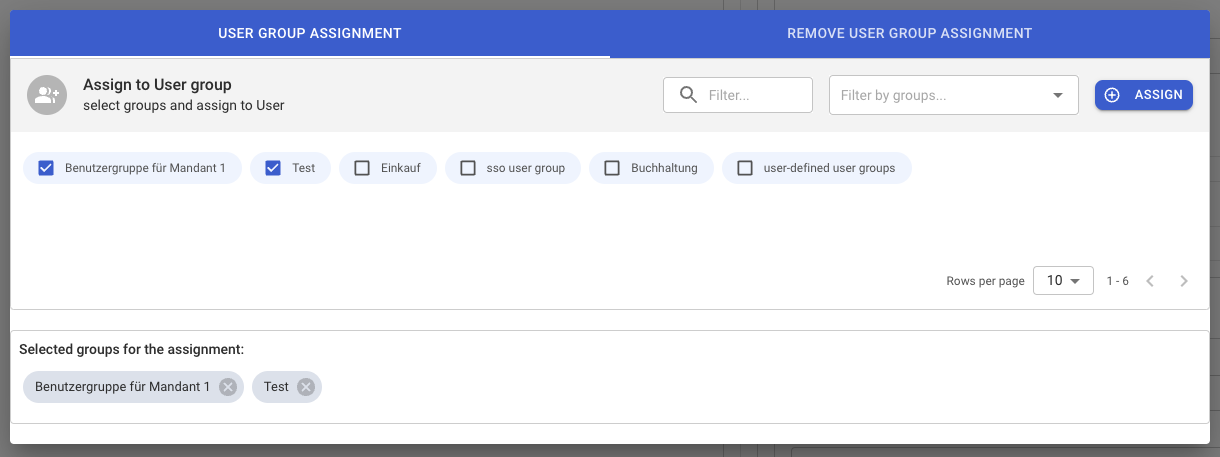 USER GROUP ASSIGNMENT
REMOVE USER GROUP ASSIGNMENT
Assign to User group
select groups and assign to User
Filter...
Filter by groups...
ASSIGN
Benutzergruppe für Mandant 1
Test
Einkauf
sso user group
Buchhaltung
user-defined user groups
Rows per page
10
1 - 6
Selected groups for the assignment:
Benutzergruppe für Mandant 1
Test